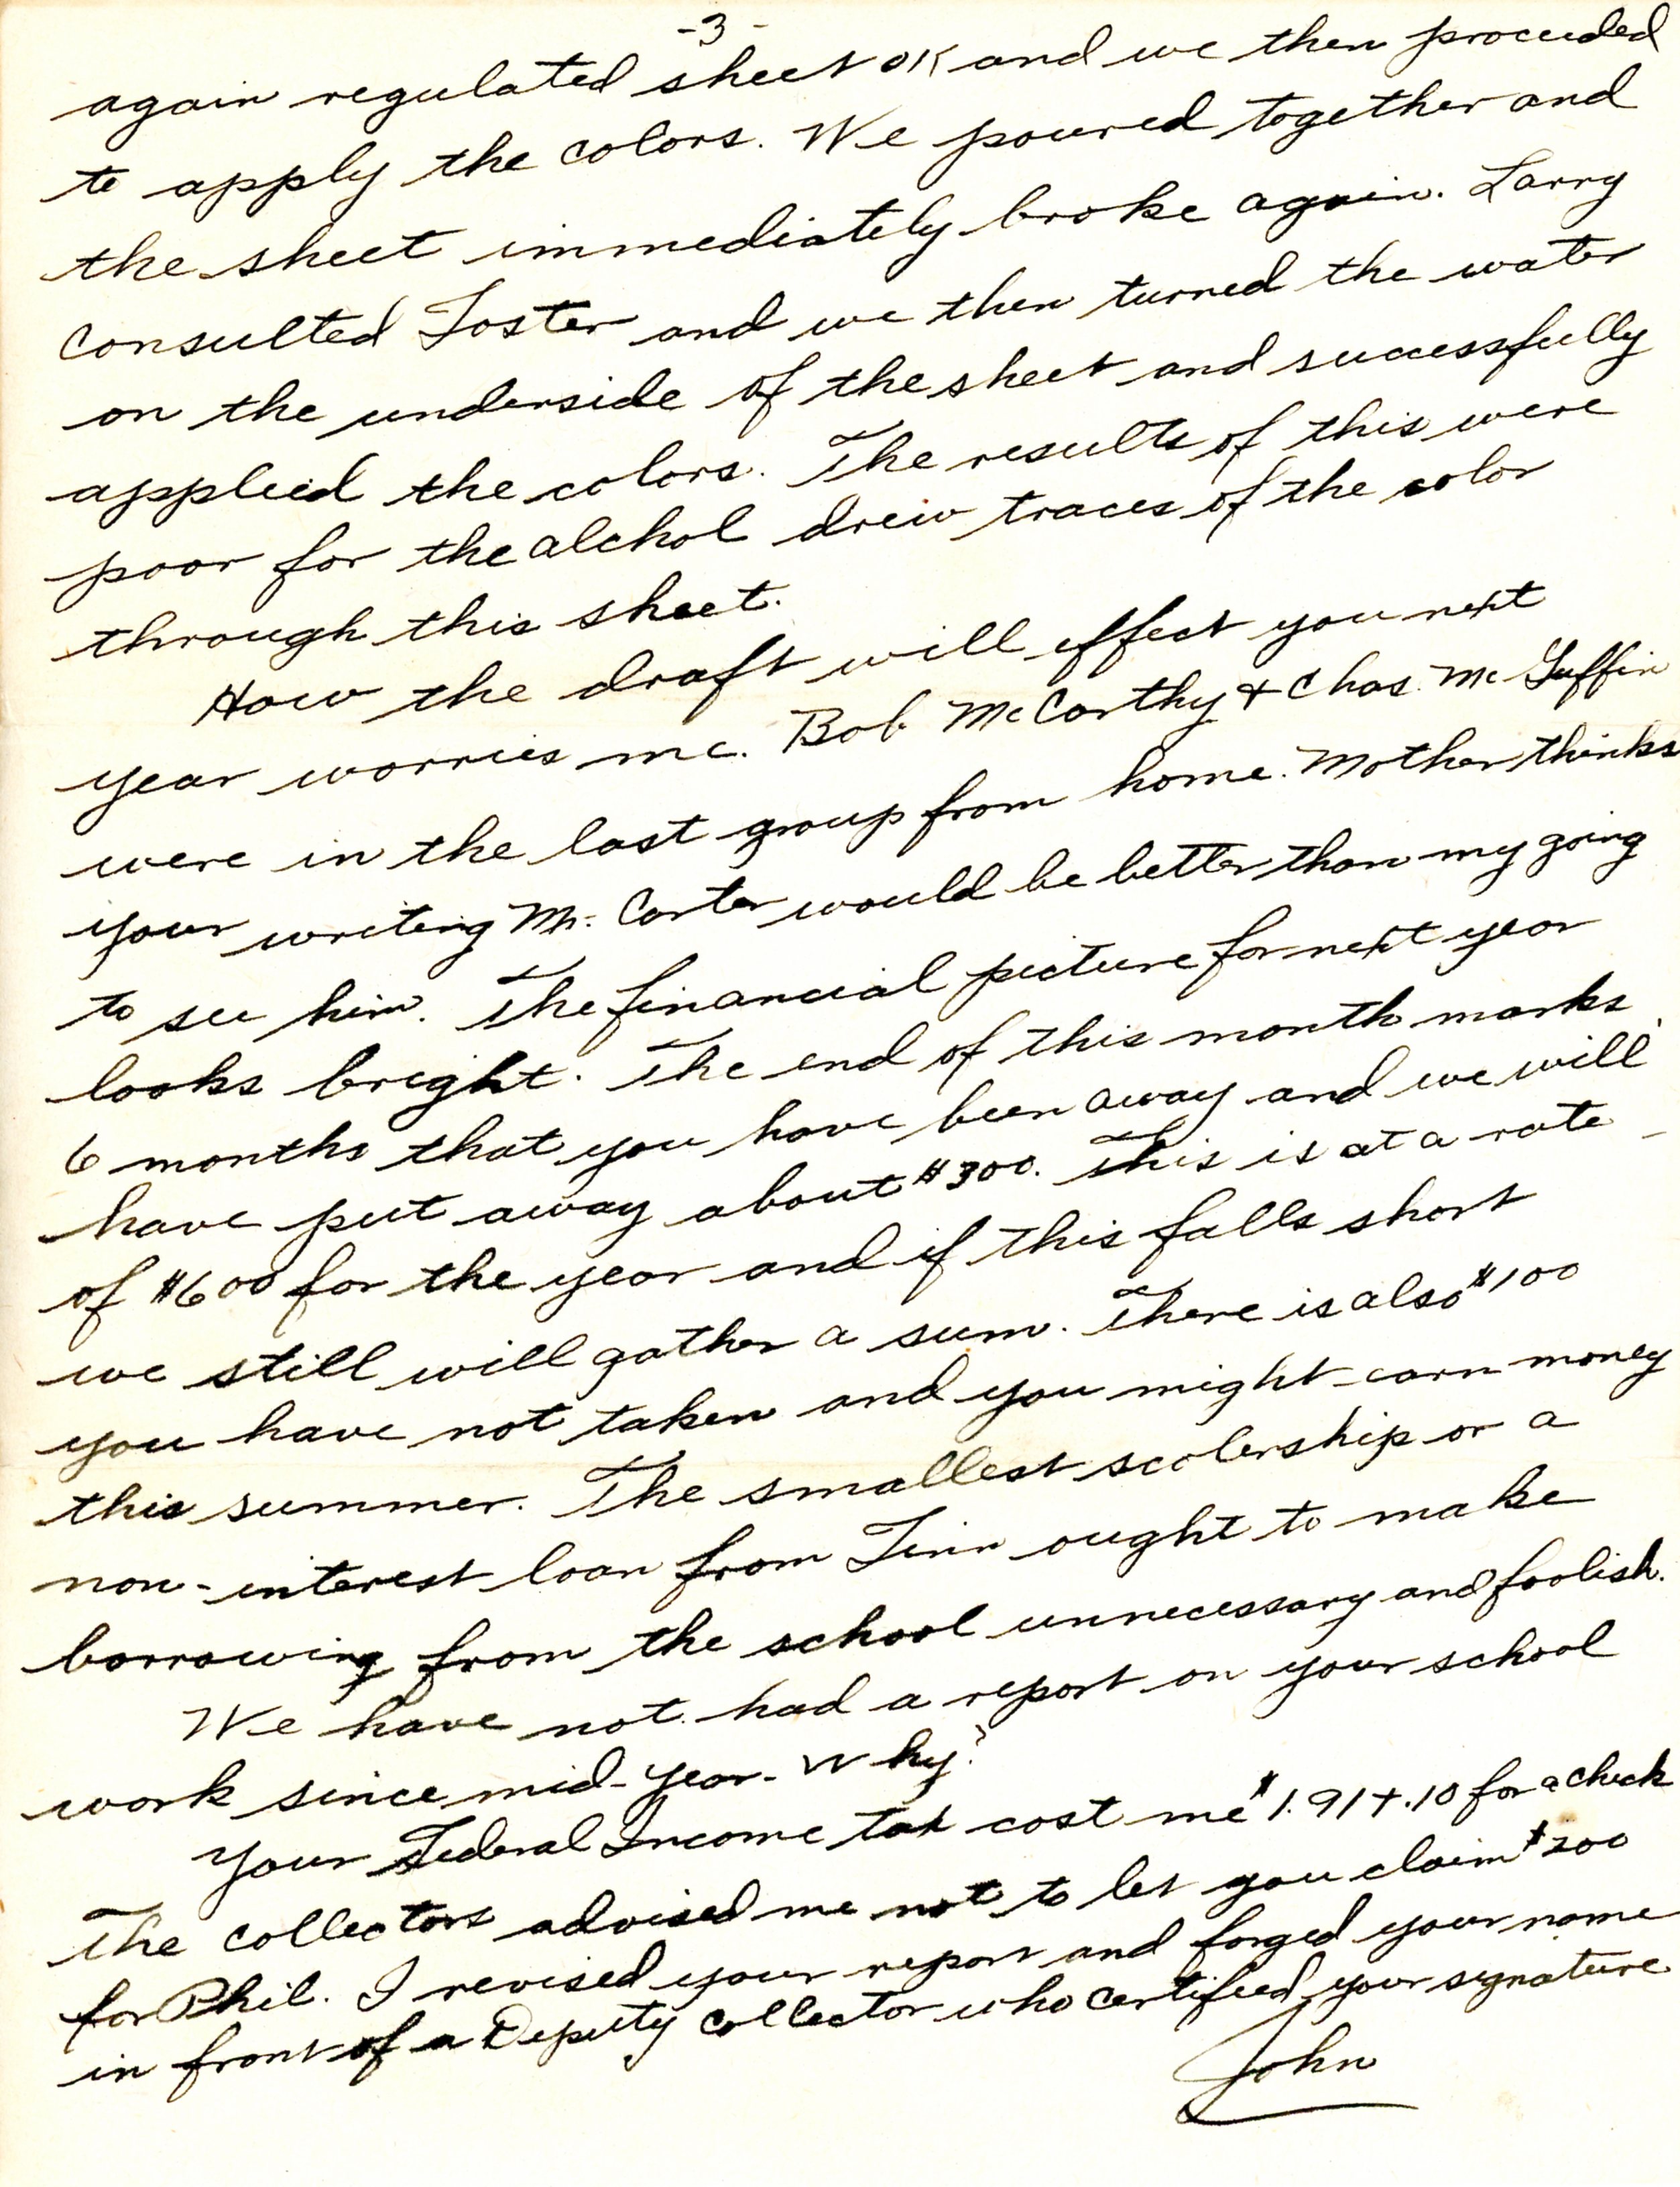 -3-
again regulated sheet OK and we then proceeded
to apply the colors. We poured together and
the sheet immediately broke again. Larry
consulted Foster and we then turned the water
on the underside of the sheet and successfully
applied the colors. The results of this were
poor for the alchol drew traces of the color
through this sheet.
How the draft will effect you next
year worries me. Bob McCarthy & Chas. McGuffin
were in the last group from home. Mother thinks
your writing Mr. Carter would be better than my going
to see him. The financial picture for next year
looks bright. The end of this month marks
6 months that you have been away and we will
have put away about $300. This is at a rate
of $600 for the year and if this falls short
we still will gather a sum. There is also $100
you have not taken and you might earn money
this summer. The smallest scolership or a
non-interest loan from Finn ought to make
borrowing from the school unnecessary and foolish.
We have not had a report on your school
work since mid-year - Why?
Your Federal Income tax cost me $1.91 + .10 for a check
The collectors advised me not to let you claim $200
for Phil. I revised your report and forged your name
in front of a Deputy collector who certified your signature
John